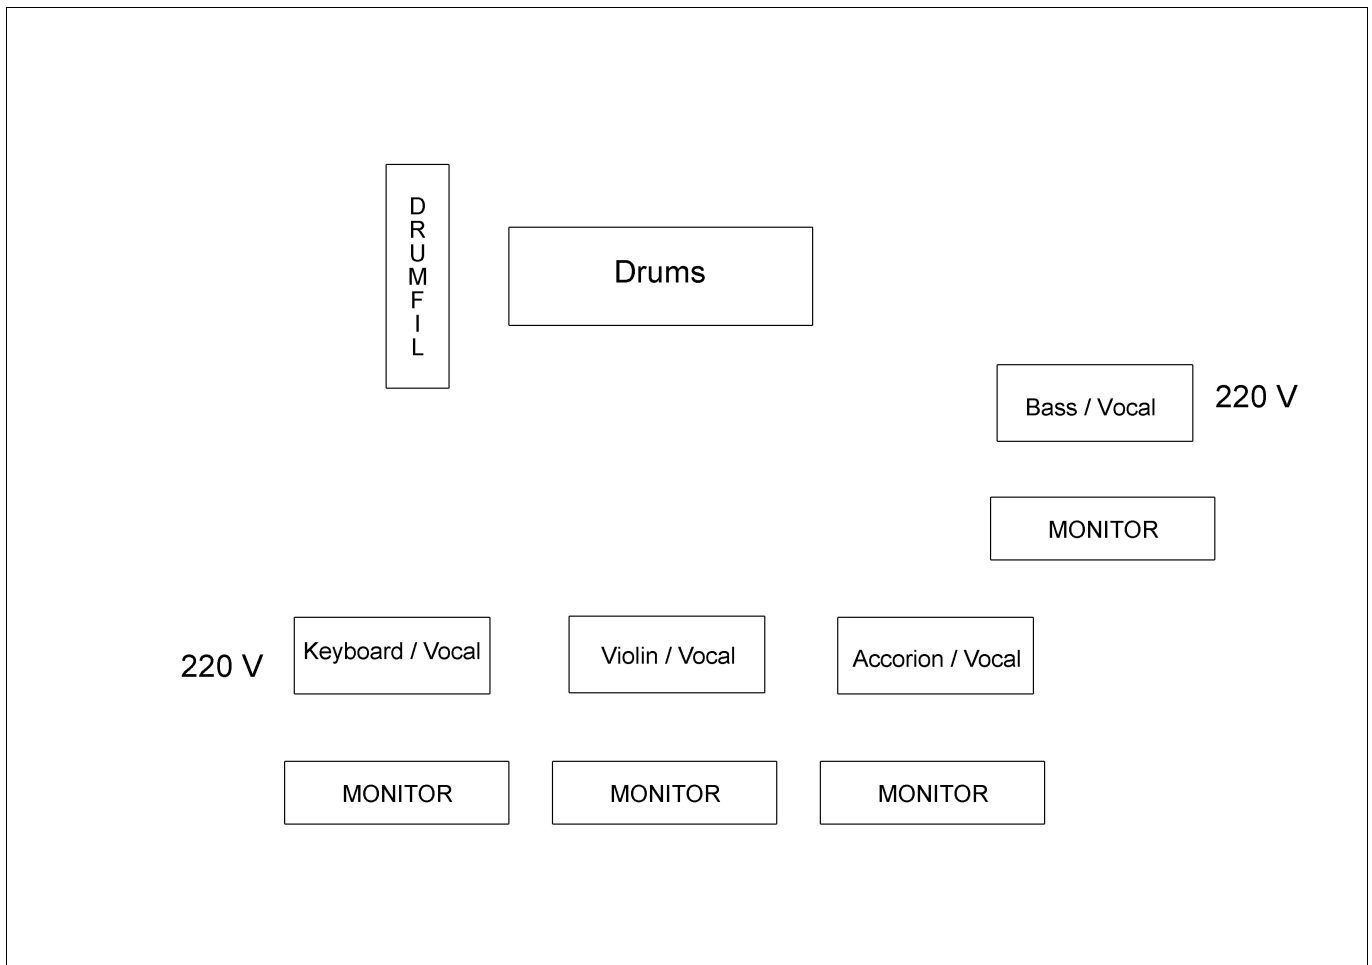 DRUMFIL
Drums
Bass / Vocal
220 V
MONITOR
220 V
Keyboard / Vocal
Violin / Vocal
Accorion / Vocal
MONITOR
MONITOR
MONITOR